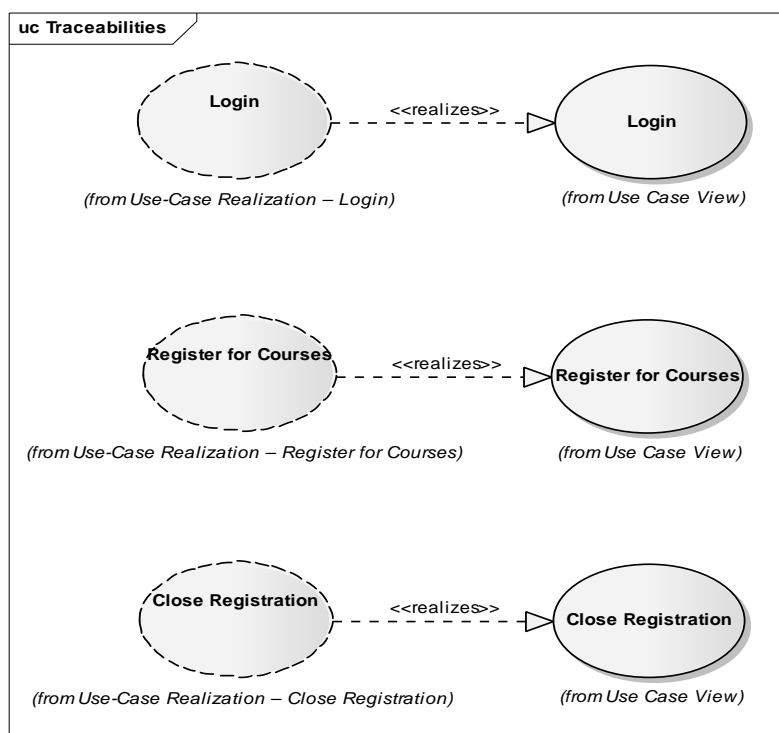 uc Traceabilities
Login
<<realizes>>
Login
(from Use-Case Realization – Login)
(from Use Case View)
Register for Courses
<<realizes>>
Register for Courses
(from Use-Case Realization – Register for Courses)
(from Use Case View)
Close Registration
<<realizes>>
Close Registration
(from Use-Case Realization – Close Registration)
(from Use Case View)